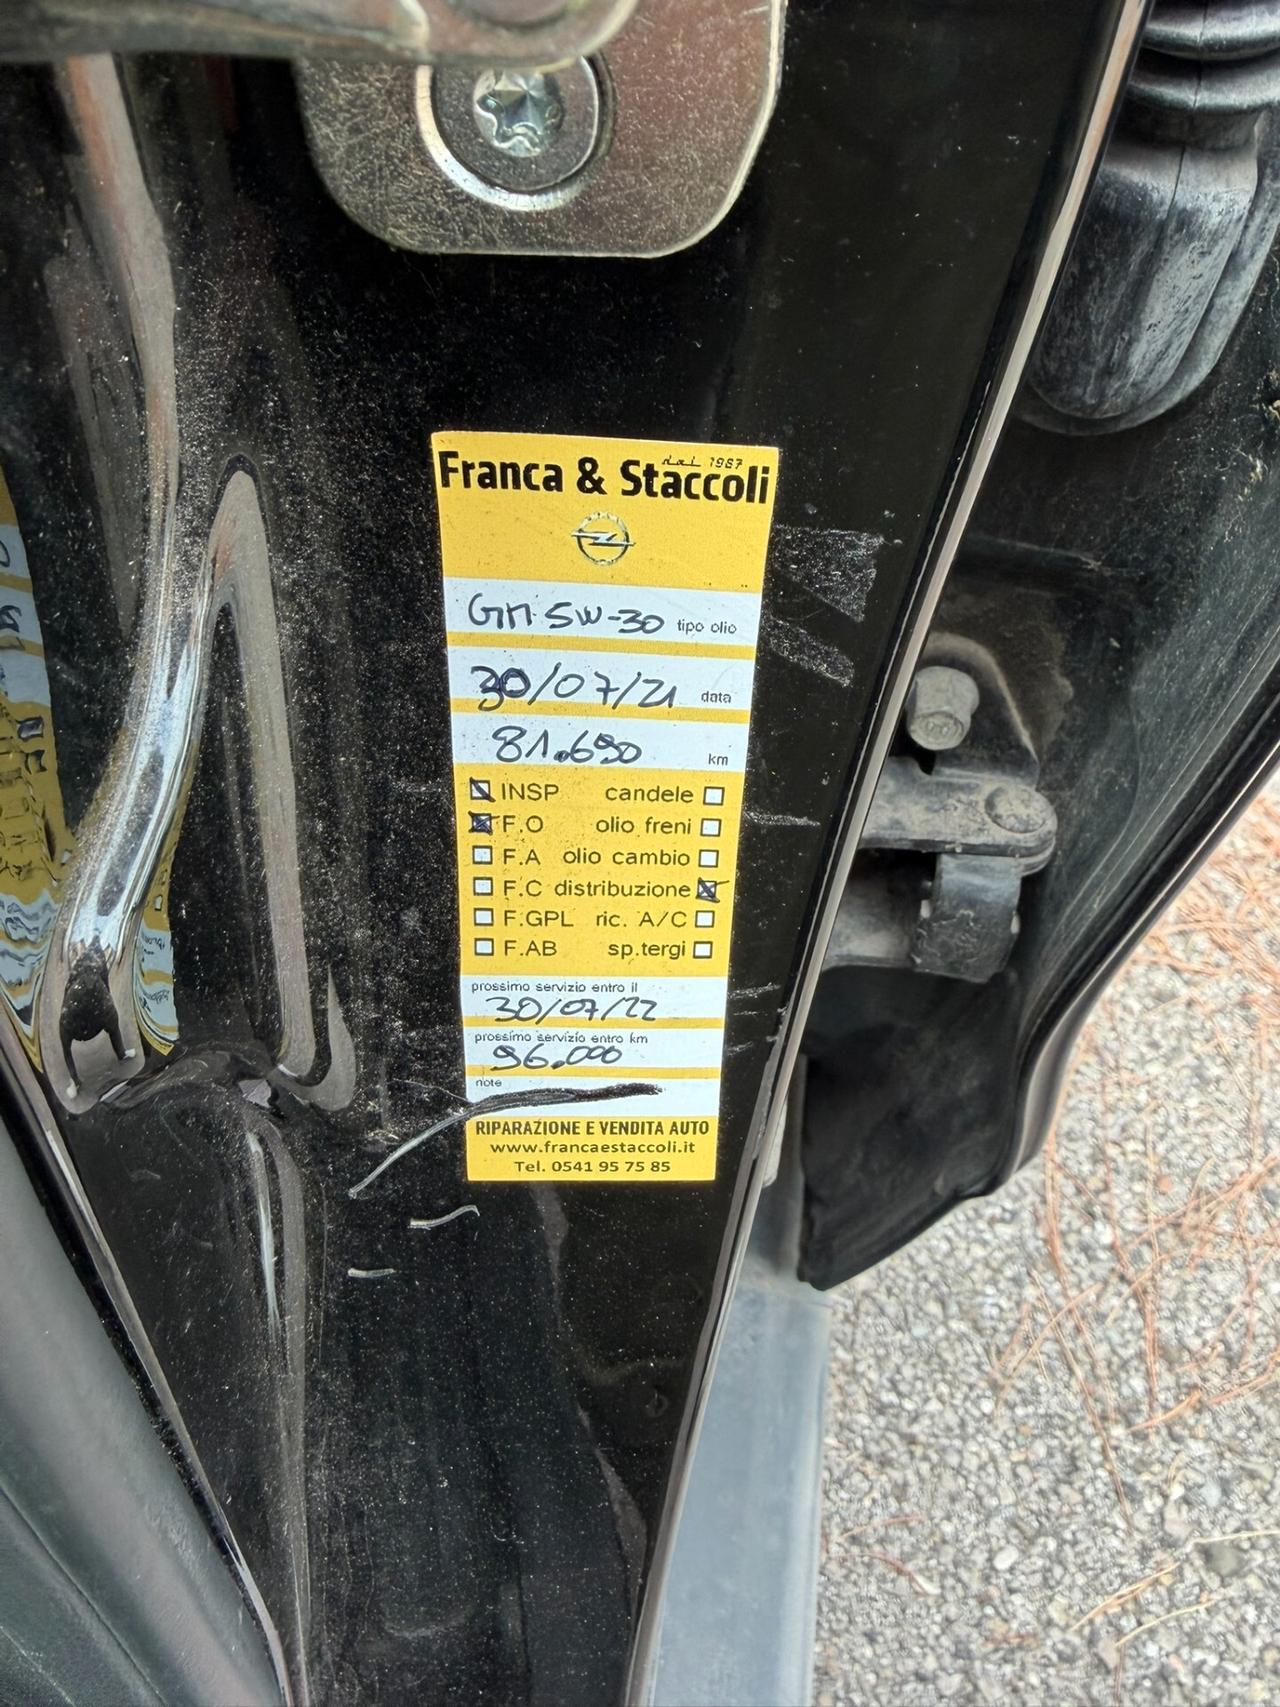 dal 1987
Franca & Staccoli
GM 5W-30 tipo olio
30/07/21 data
81.690 km
INSP candele
F.O olio freni
F.A olio cambio
F.C distribuzione
F.GPL ric. A/C
F.AB sp.tergi
prossimo servizio entro il
30/07/22
prossimo servizio entro km
96.000
note
RIPARAZIONE E VENDITA AUTO
www.francaestaccoli.it
Tel. 0541 95 75 85